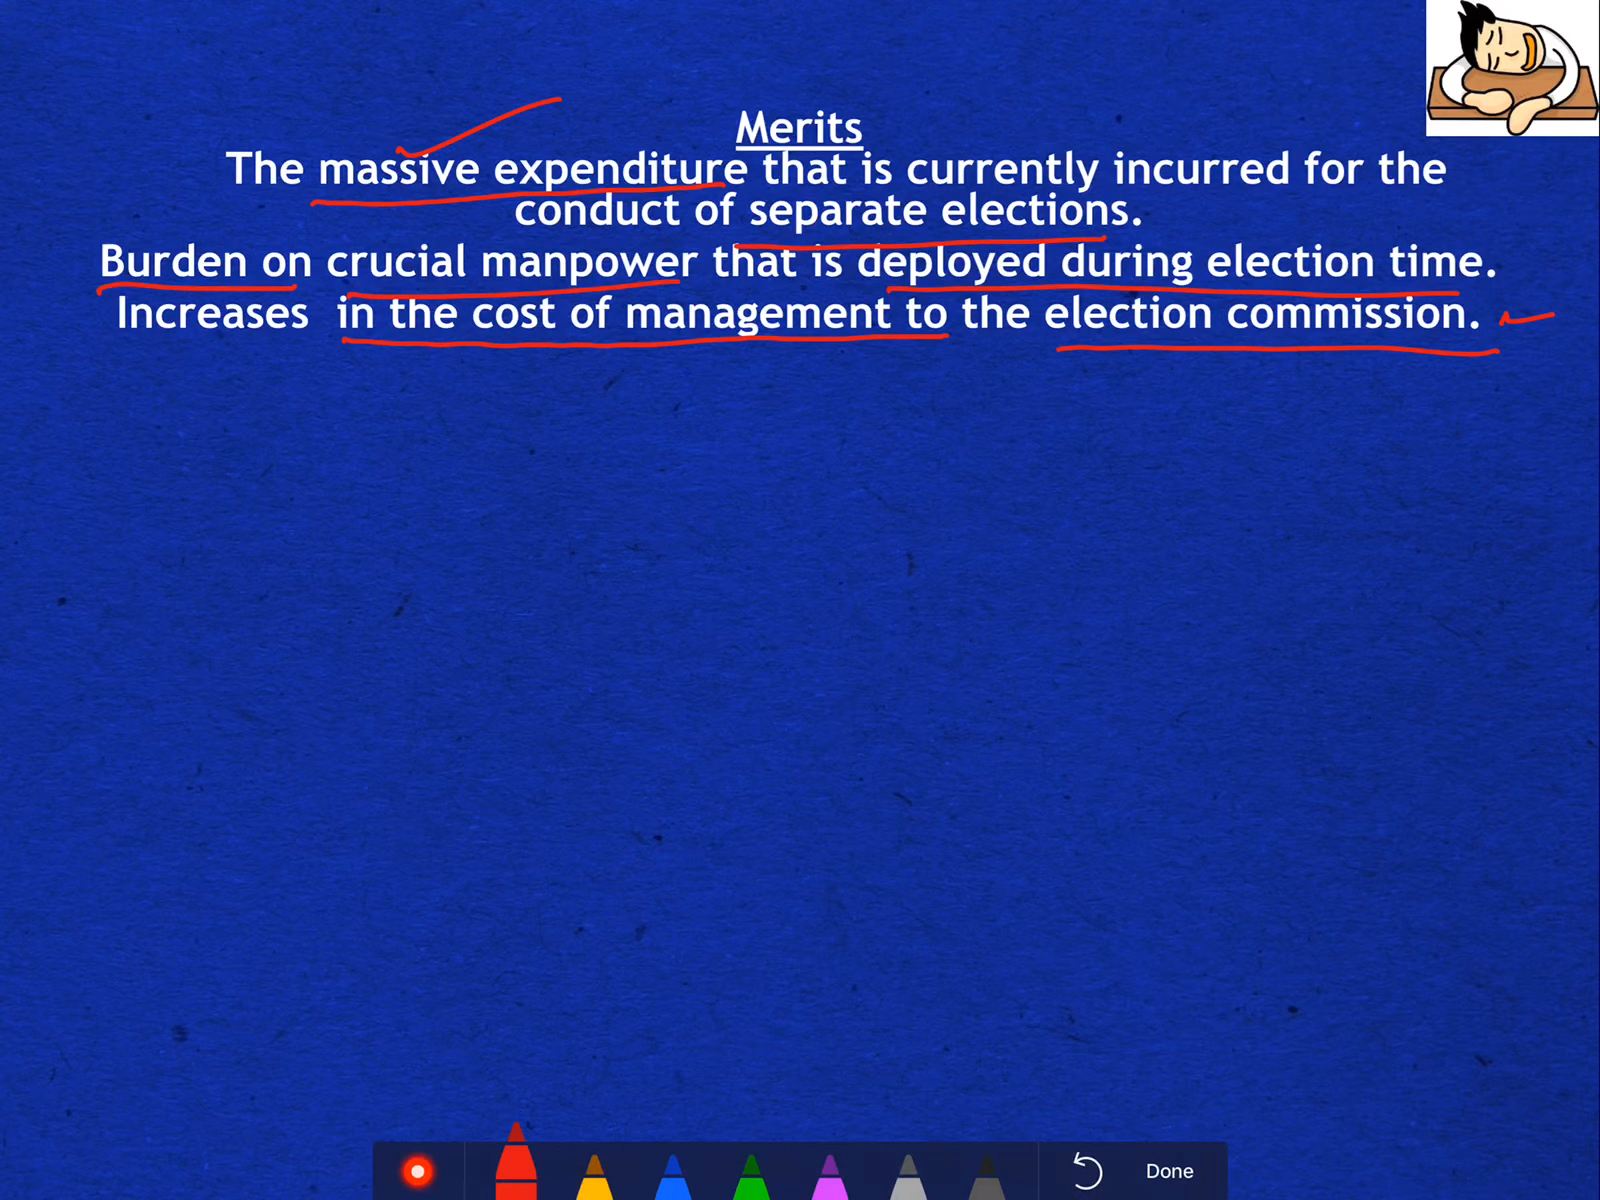 Merits
The massive expenditure that is currently incurred for the
conduct of separate elections.
Burden on crucial manpower that is deployed during election time.
Increases in the cost of management to the election commission.
Done